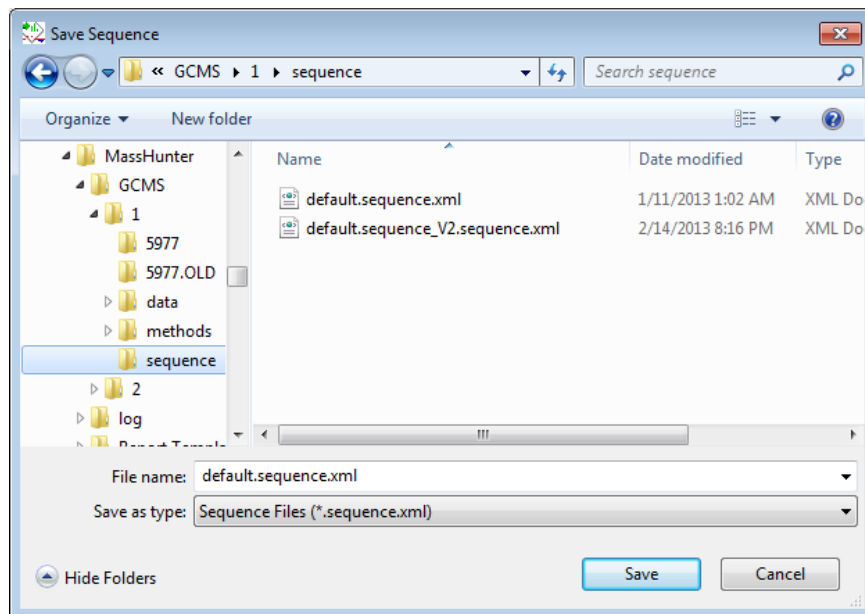 Save Sequence
« GCMS 1 sequence
Search sequence
Organize
New folder
MassHunter
GCMS
1
5977
5977.OLD
data
methods
sequence
2
log
Name
Date modified
Type
default.sequence.xml
1/11/2013 1:02 AM
XML Do
default.sequence_V2.sequence.xml
2/14/2013 8:16 PM
XML Do
File name: default.sequence.xml
Save as type: Sequence Files (*.sequence.xml)
Hide Folders
Save
Cancel